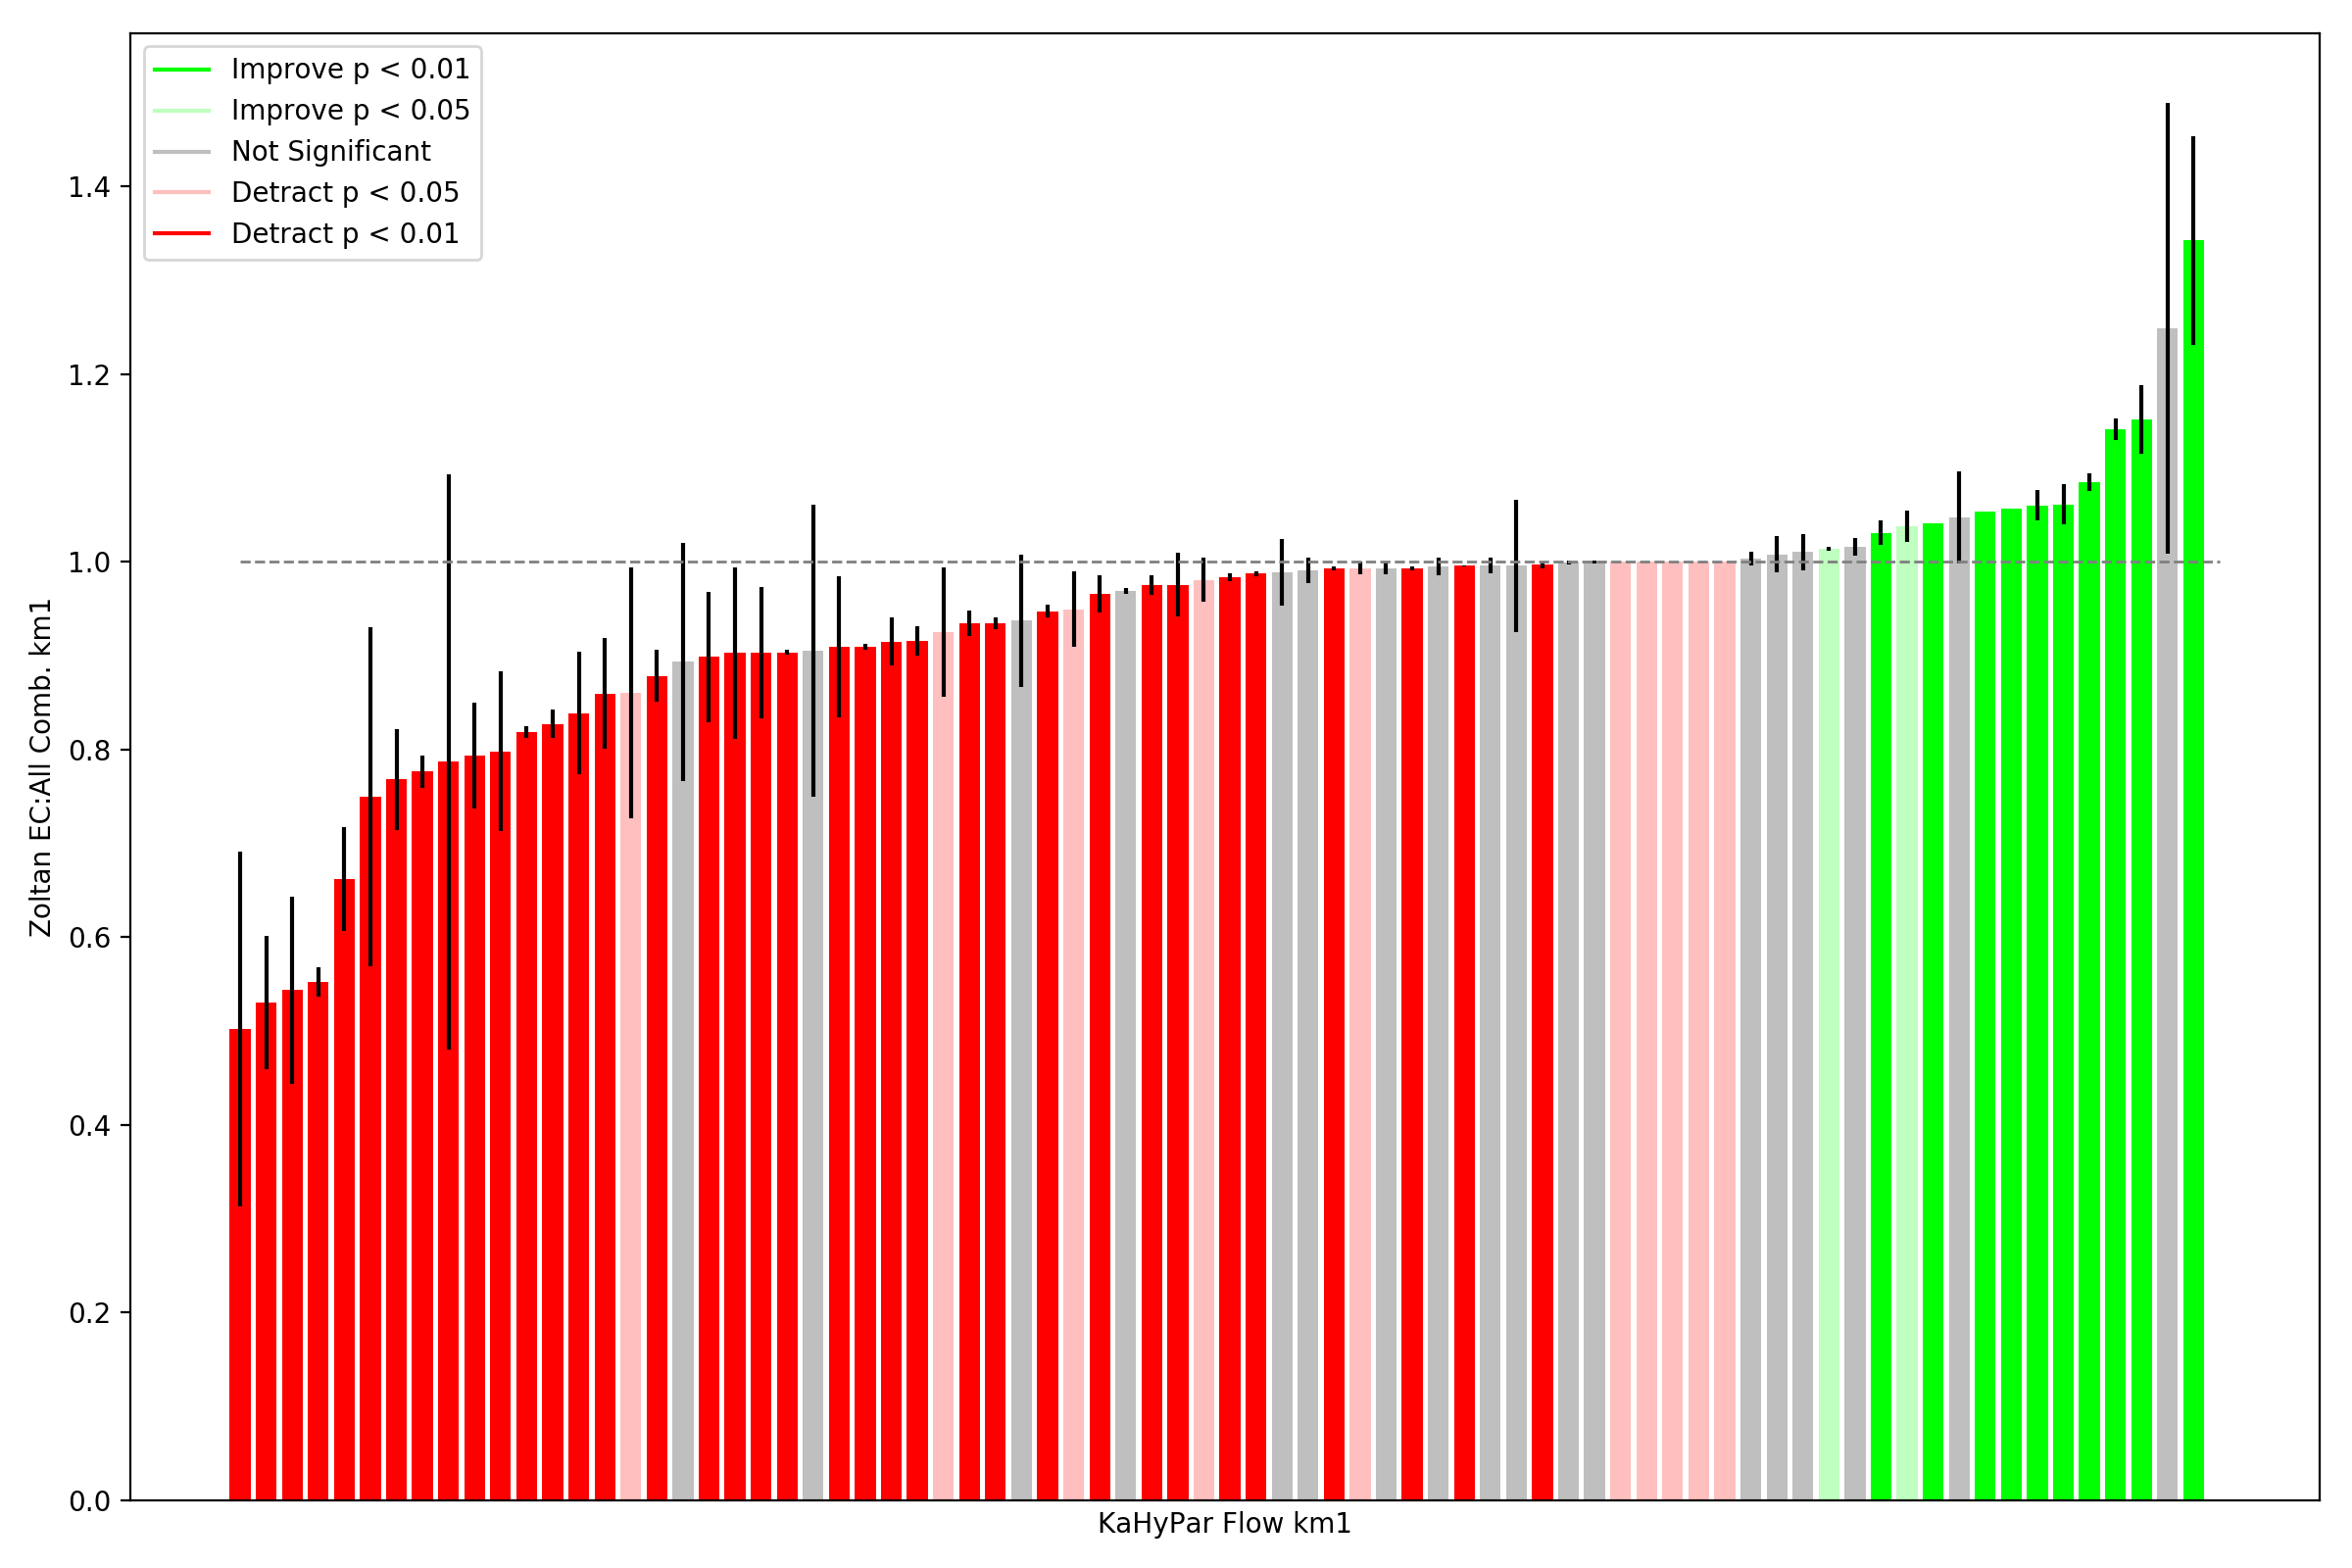 Improve p < 0.01
Improve p < 0.05
Not Significant
Detract p < 0.05
Detract p < 0.01
1.4
1.2
1.0
0.8
0.6
0.4
0.2
0.0
Zoltan EC:All Comb. km1
KaHyPar Flow km1